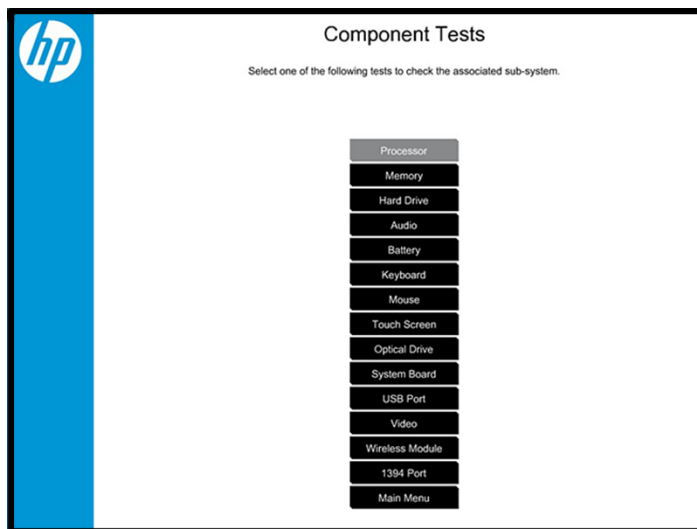 hp
Component Tests
Select one of the following tests to check the associated sub-system.
Processor
Memory
Hard Drive
Audio
Battery
Keyboard
Mouse
Touch Screen
Optical Drive
System Board
USB Port
Video
Wireless Module
1394 Port
Main Menu